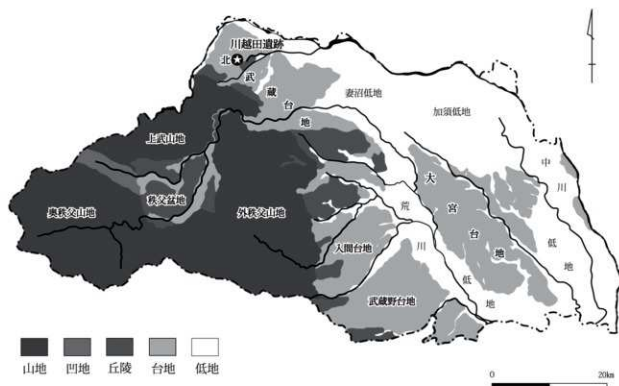 川越田遺跡
北武蔵台地
妻沼低地
加須低地
上武山地
中川低地
大宮台地
秩父盆地
奥秩父山地
外秩父山地
荒川低地
入間台地
武蔵野台地
山地
凹地
丘陵
台地
低地
0
20km